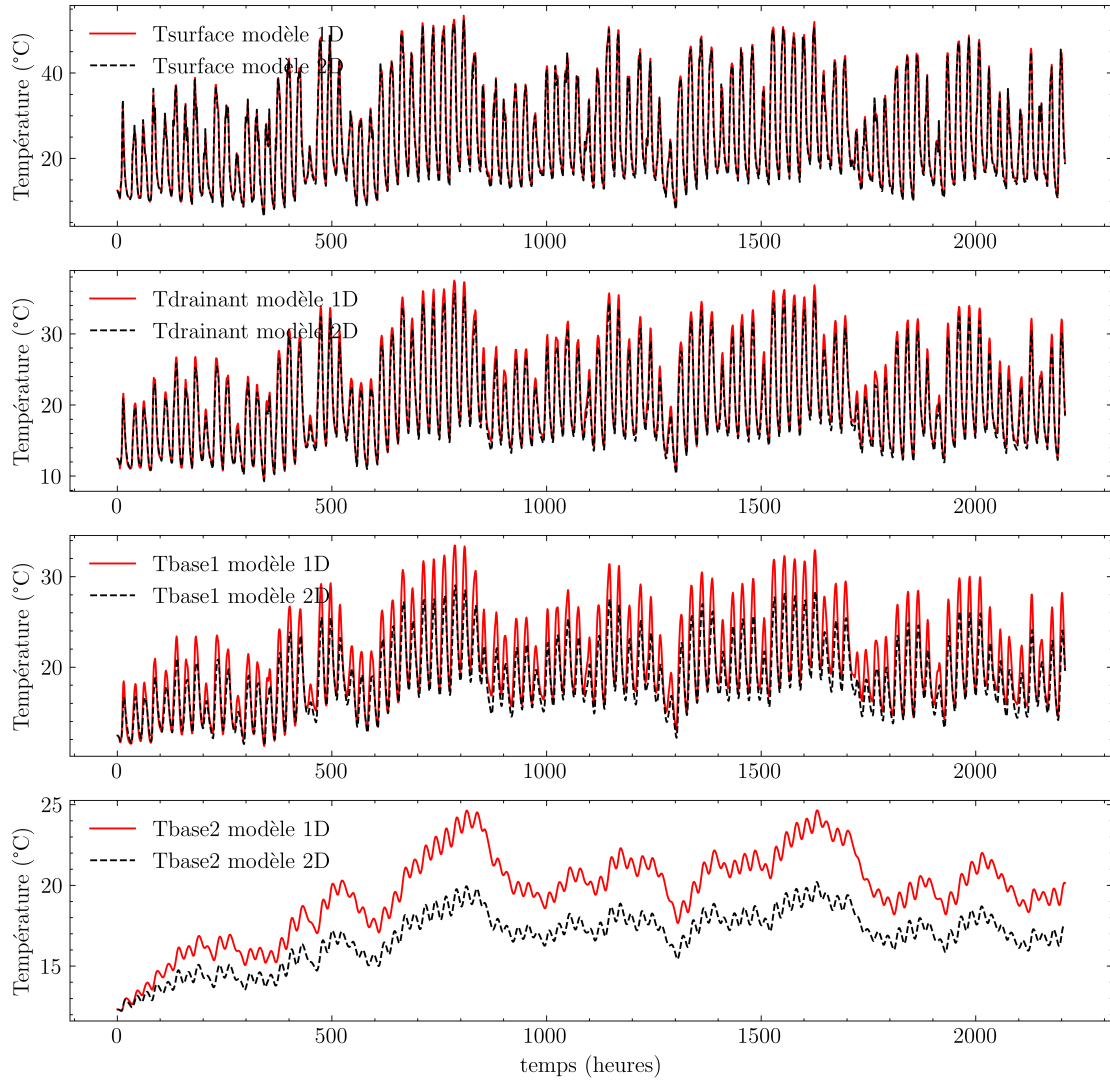 Tsurface modèle 1D
Tsurface modèle 2D
Température (°C)
40
20
0 500 1000 1500 2000
Tdrainant modèle 1D
Tdrainant modèle 2D
Température (°C)
30
20
10
0 500 1000 1500 2000
Tbase1 modèle 1D
Tbase1 modèle 2D
Température (°C)
30
20
0 500 1000 1500 2000
Tbase2 modèle 1D
Tbase2 modèle 2D
Température (°C)
25
20
15
0 500 1000 1500 2000
temps (heures)